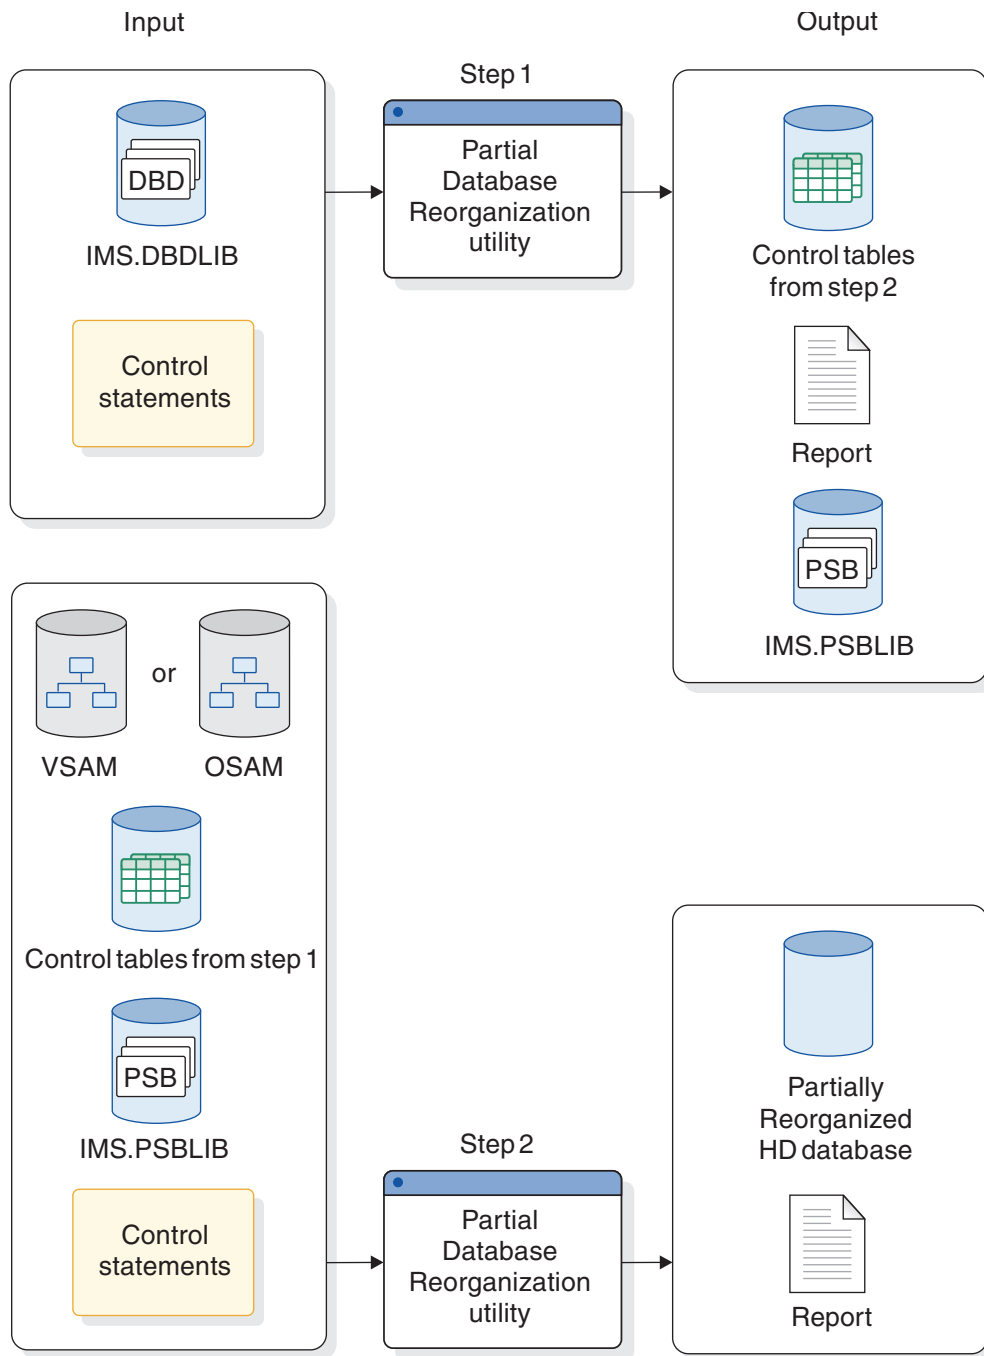 Input
Output
Step 1
DBD
IMS.DBDLIB
Control
statements
Partial
Database
Reorganization
utility
Control tables
from step 2
Report
PSB
IMS.PSBLIB
or
VSAM
OSAM
Control tables from step 1
PSB
IMS.PSBLIB
Control
statements
Step 2
Partial
Database
Reorganization
utility
Partially
Reorganized
HD database
Report